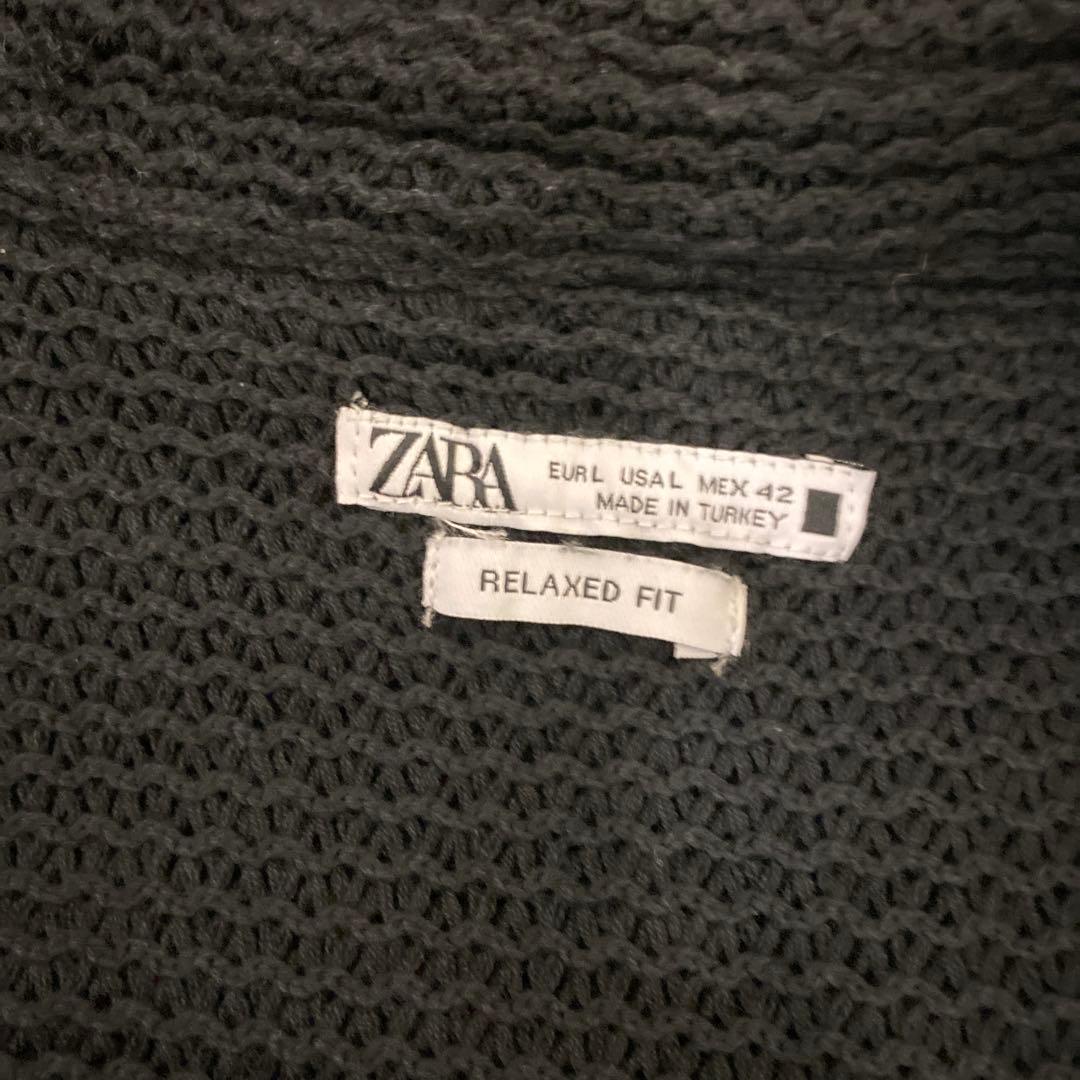 ZARA
EUR L USA L MEX 42
MADE IN TURKEY
RELAXED FIT